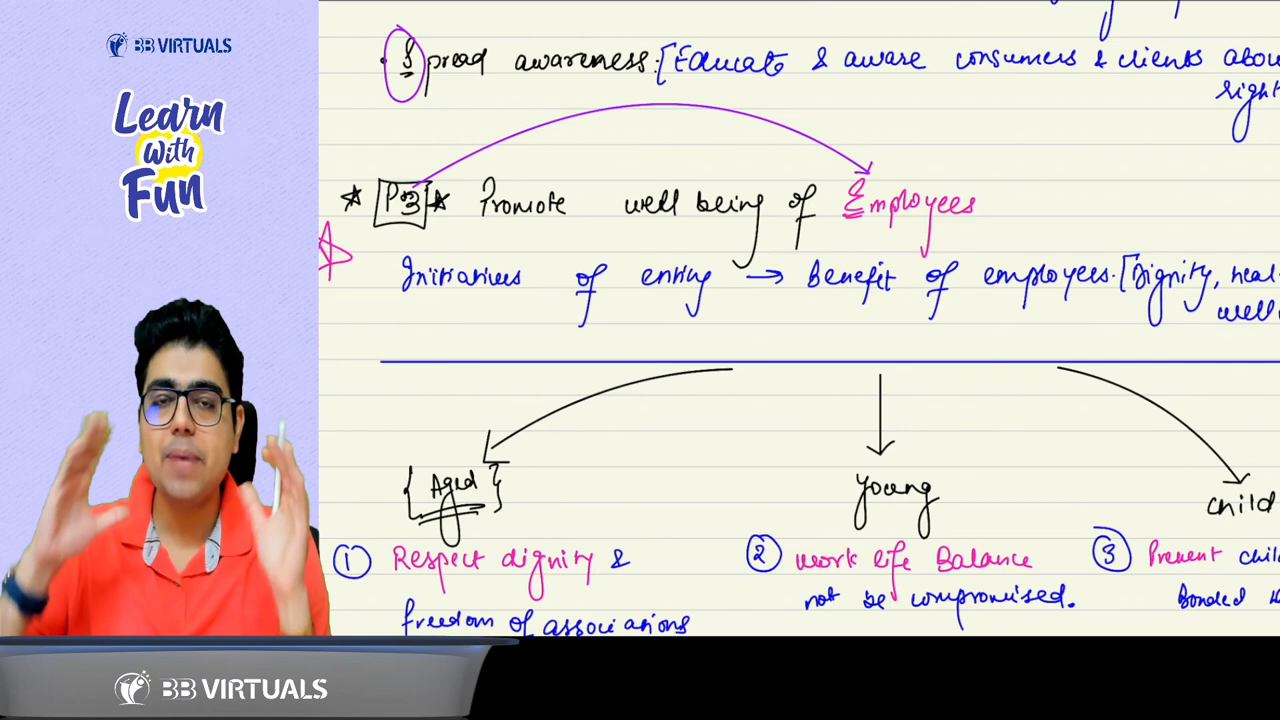 BB VIRTUALS
Learn
With
Fun
• Spread awareness: [Educate & aware consumers & clients abou
righ
* P3 * Promote well being of Employees
Initiatives of entity → Benefit of employees. [Dignity, heal
well
{Aged}
young
child
① Respect dignity &
freedom of associations
② work life Balance
not be compromised.
③ Prevent chil
Bonded
BB VIRTUALS